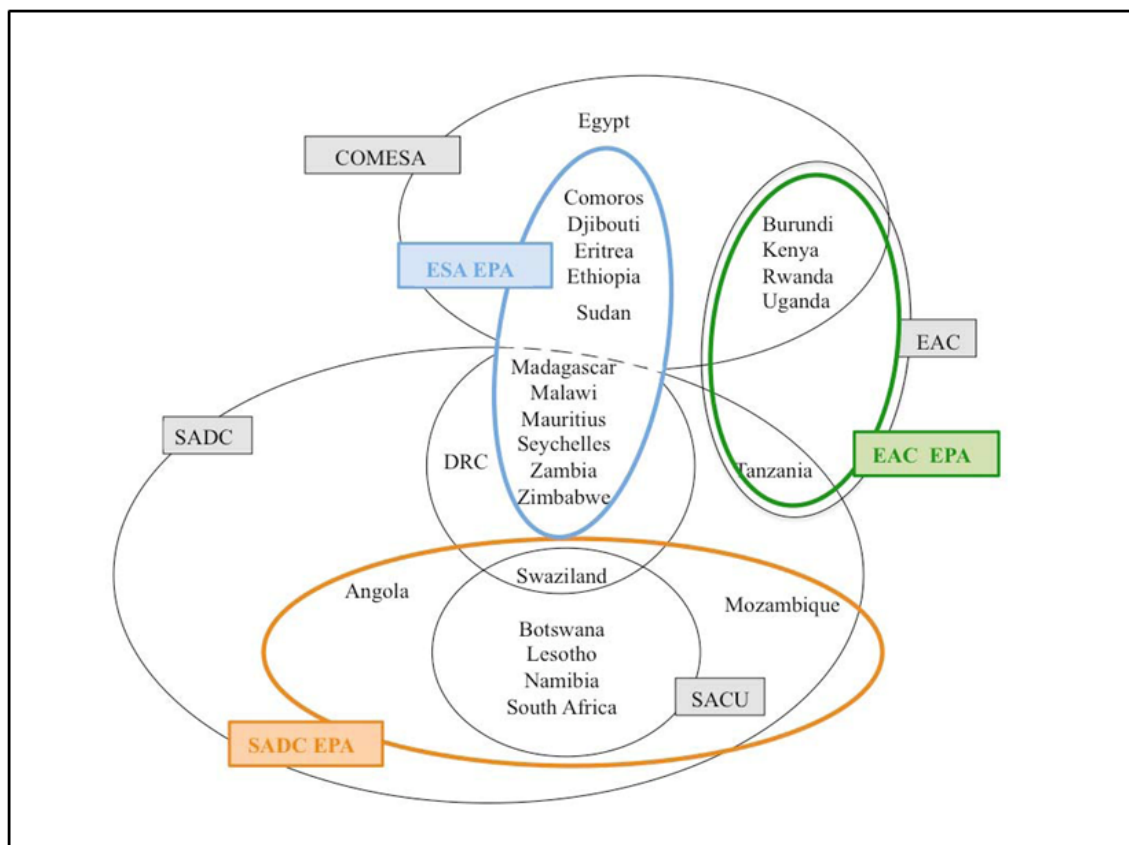 Egypt
COMESA
Comoros
Djibouti
Eritrea
Ethiopia
Sudan
ESA EPA
Burundi
Kenya
Rwanda
Uganda
EAC
Madagascar
Malawi
Mauritius
Seychelles
Zambia
Zimbabwe
SADC
DRC
Tanzania
EAC EPA
Swaziland
Angola
Mozambique
Botswana
Lesotho
Namibia
South Africa
SACU
SADC EPA